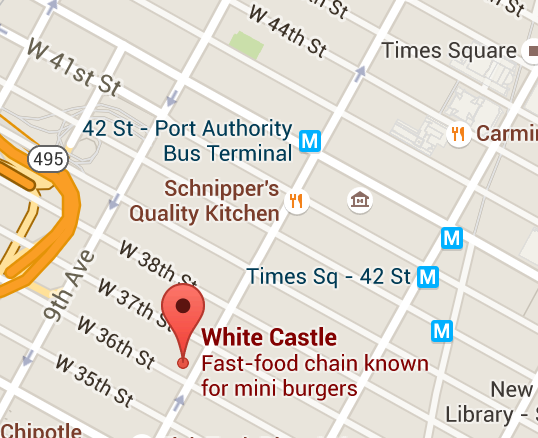 W 44th St
W 41st St
Times Square
42 St - Port Authority
Bus Terminal
Carmin
495
Schnipper's
Quality Kitchen
9th Ave
W 38th St
Times Sq - 42 St
W 37th St
W 36th St
White Castle
Fast-food chain known
for mini burgers
W 35th St
New
Library - S
Chipotle
M
M
M
M